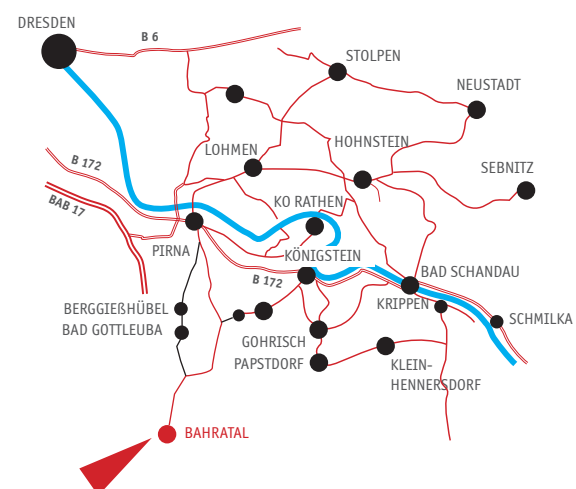 DRESDEN
B 6
STOLPEN
NEUSTADT
HOHNSTEIN
LOHMEN
B 172
SEBNITZ
BAB 17
KO RATHEN
PIRNA
KÖNIGSTEIN
BAD SCHANDAU
B 172
BERGGIEßHÜBEL
KRIPPEN
BAD GOTTLEUBA
SCHMILKA
GOHRISCH
PAPSTDORF
KLEIN-
HENNERSDORF
BAHRATAL